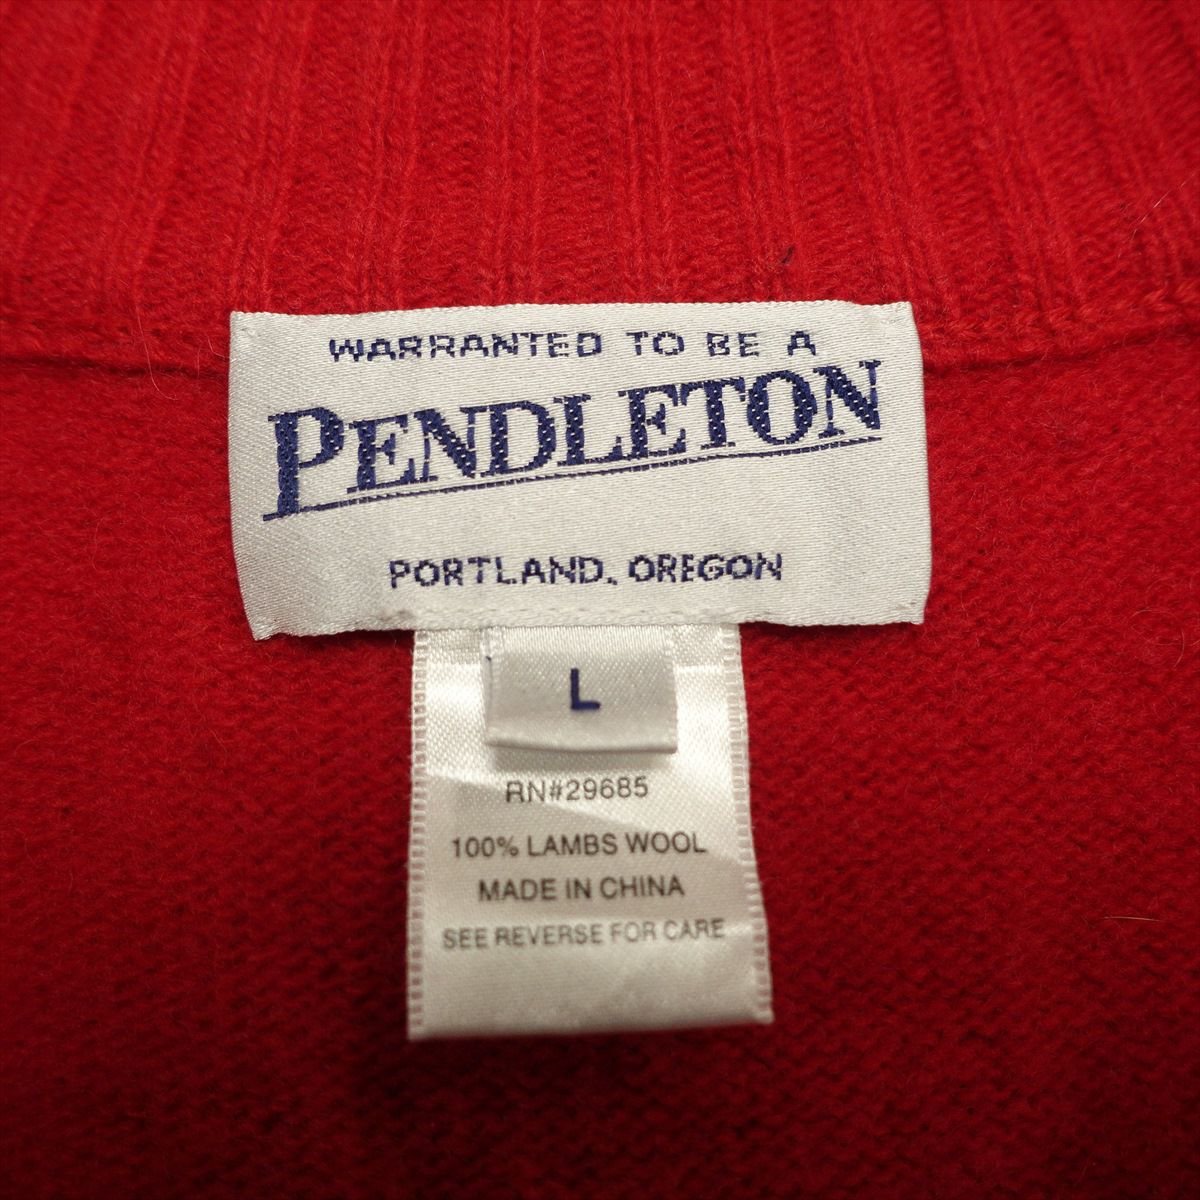 WARRANTED TO BE A
PENDLETON
PORTLAND, OREGON
L
RN#29685
100% LAMBS WOOL
MADE IN CHINA
SEE REVERSE FOR CARE